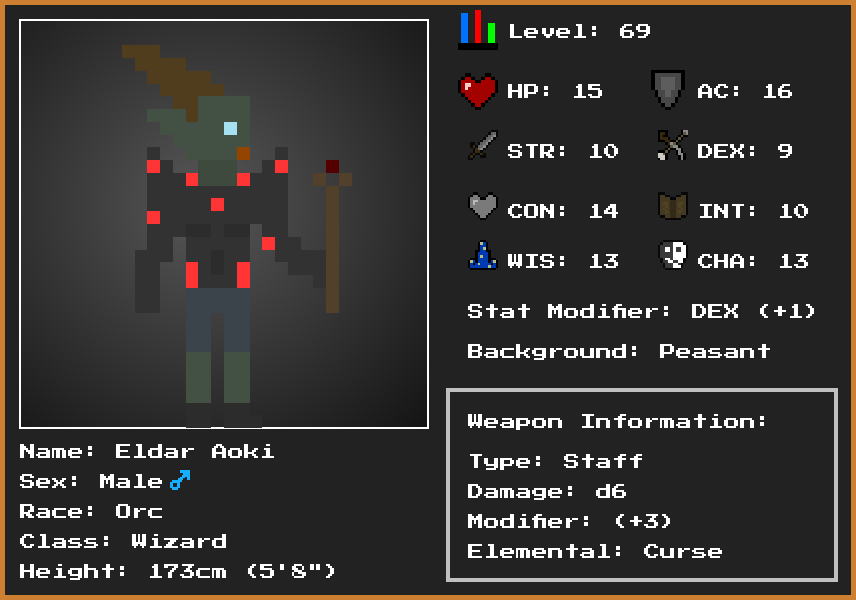 Level: 69
HP: 15
AC: 16
STR: 10
DEX: 9
CON: 14
INT: 10
WIS: 13
CHA: 13
Stat Modifier: DEX (+1)
Background: Peasant
Weapon Information:
Type: Staff
Damage: d6
Modifier: (+3)
Elemental: Curse
Name: Eldar Aoki
Sex: Male ♂
Race: Orc
Class: Wizard
Height: 173cm (5'8")